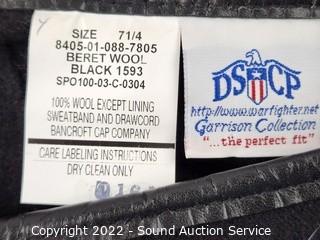 SIZE 71/4
8405-01-088-7805
BERET WOOL
BLACK 1593
SPO100-03-C-0304
100% WOOL EXCEPT LINING
SWEATBAND AND DRAWCORD
BANCROFT CAP COMPANY
CARE LABELING INSTRUCTIONS
DRY CLEAN ONLY
DSCP
http://www.warfighter.net
Garrison Collection
"...the perfect fit"
Copyright 2022 - Sound Auction Service